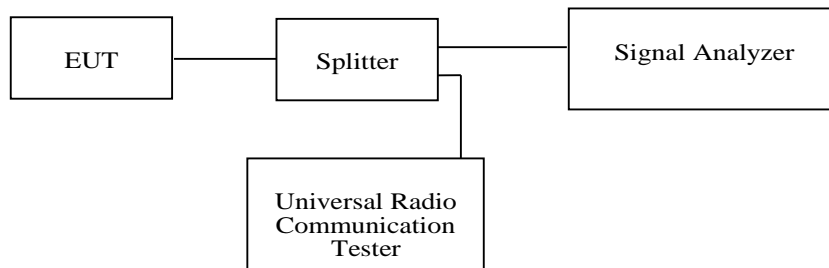 EUT
Splitter
Signal Analyzer
Universal Radio
Communication
Tester